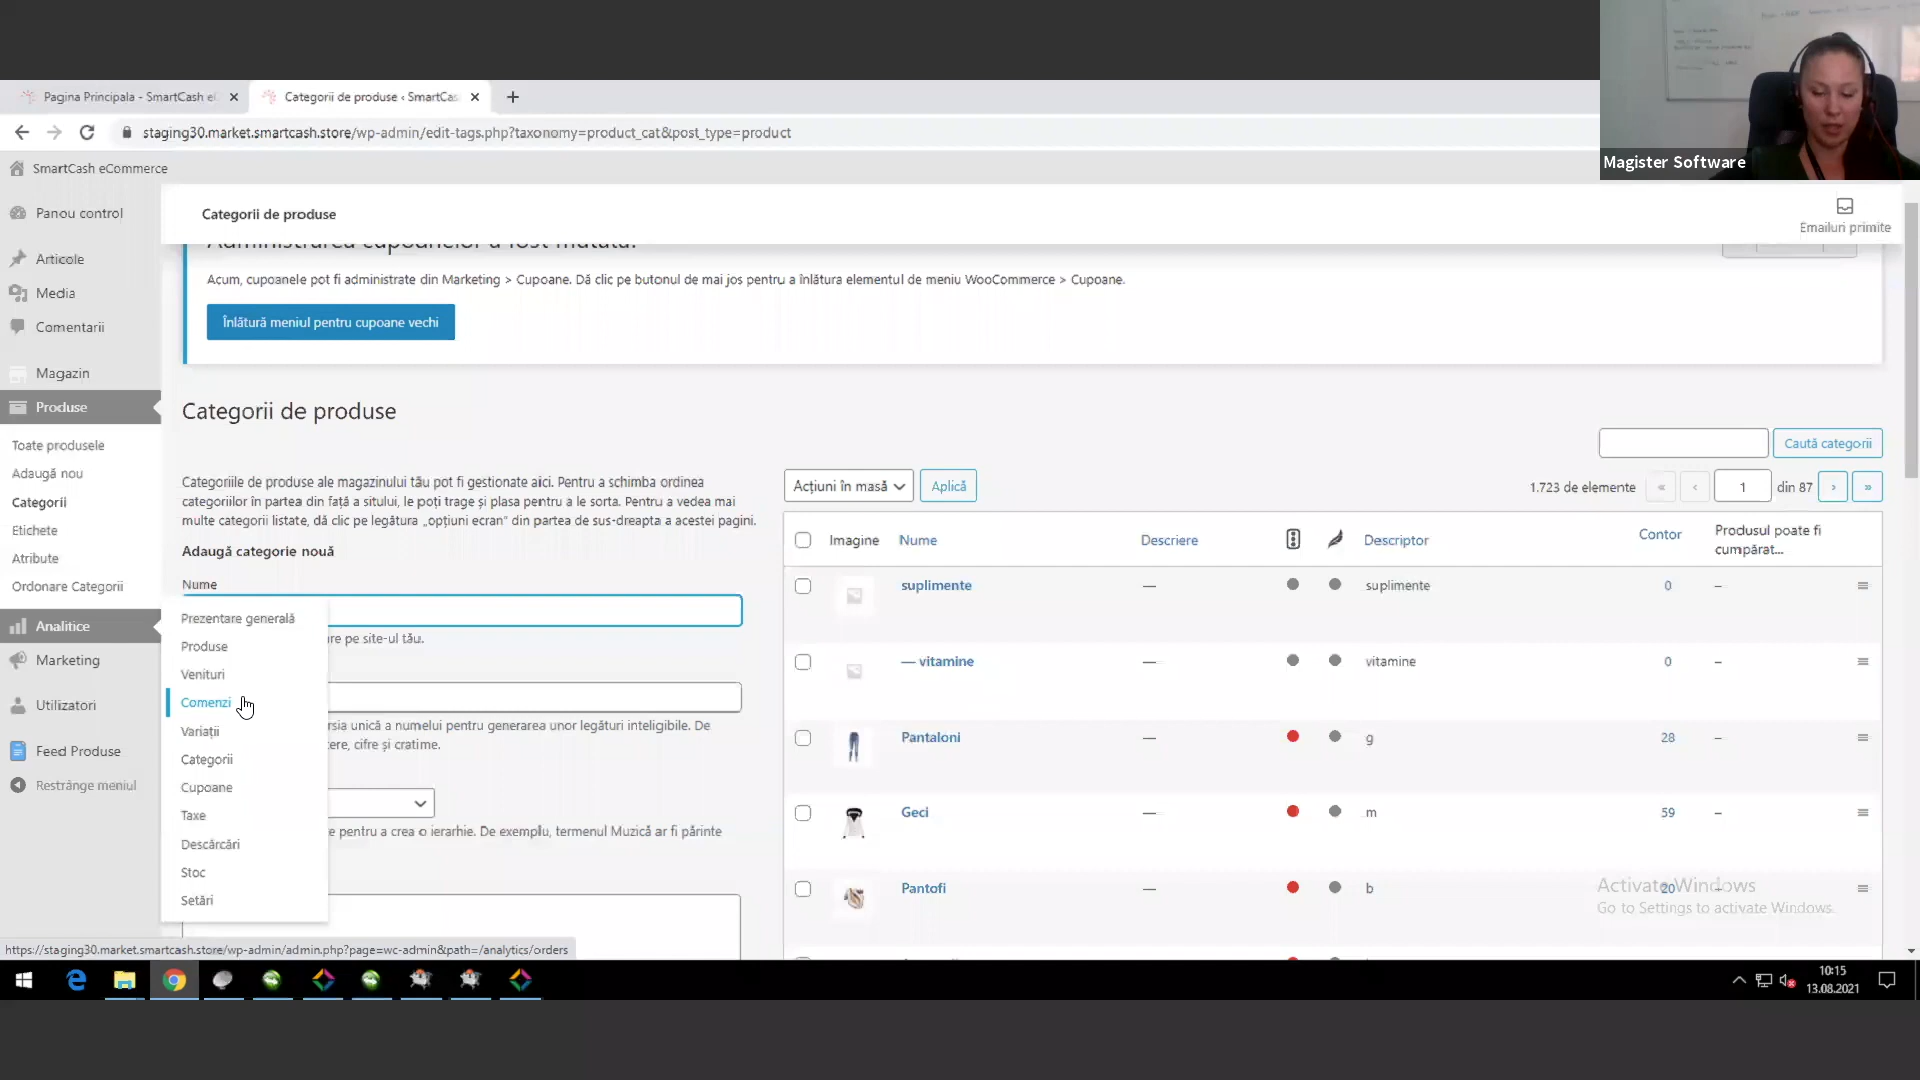 Magister Software
Pagina Principala - SmartCash eC
Categorii de produse ‹ SmartCas
staging30.market.smartcash.store/wp-admin/edit-tags.php?taxonomy=product_cat&post_type=product
SmartCash eCommerce
Panou control
Articole
Media
Comentarii
Magazin
Produse
Toate produsele
Adaugă nou
Categorii
Etichete
Atribute
Ordonare Categorii
Analitice
Marketing
Utilizatori
Feed Produse
Restrânge meniul
Prezentare generală
Produse
Venituri
Comenzi
Variații
Categorii
Cupoane
Taxe
Descărcări
Stoc
Setări
Categorii de produse
Emailuri primite
Administrarea cupoanelor a fost mutată!
Acum, cupoanele pot fi administrate din Marketing > Cupoane. Dă clic pe butonul de mai jos pentru a înlătura elementul de meniu WooCommerce > Cupoane.
Înlătură meniul pentru cupoane vechi
Categorii de produse
Caută categorii
Categoriile de produse ale magazinului tău pot fi gestionate aici. Pentru a schimba ordinea
categoriilor în partea din față a sitului, le poți trage și plasa pentru a le sorta. Pentru a vedea mai
multe categorii listate, dă clic pe legătura „opțiuni ecran" din partea de sus-dreapta a acestei pagini.
Adaugă categorie nouă
Nume
re pe site-ul tău.
rsia unică a numelui pentru generarea unor legături inteligibile. De
ere, cifre și cratime.
e pentru a crea o ierarhie. De exemplu, termenul Muzică ar fi părinte
Acțiuni în masă
Aplică
1.723 de elemente « ‹ 1 din 87 › »
Imagine Nume Descriere Descriptor Contor Produsul poate fi
cumpărat...
suplimente — suplimente 0 –
— vitamine — vitamine 0 –
Pantaloni — g 28 –
Geci — m 59 –
Pantofi — b 20 –
Activate Windows
Go to Settings to activate Windows.
https://staging30.market.smartcash.store/wp-admin/admin.php?page=wc-admin&path=/analytics/orders
10:15
13.08.2021